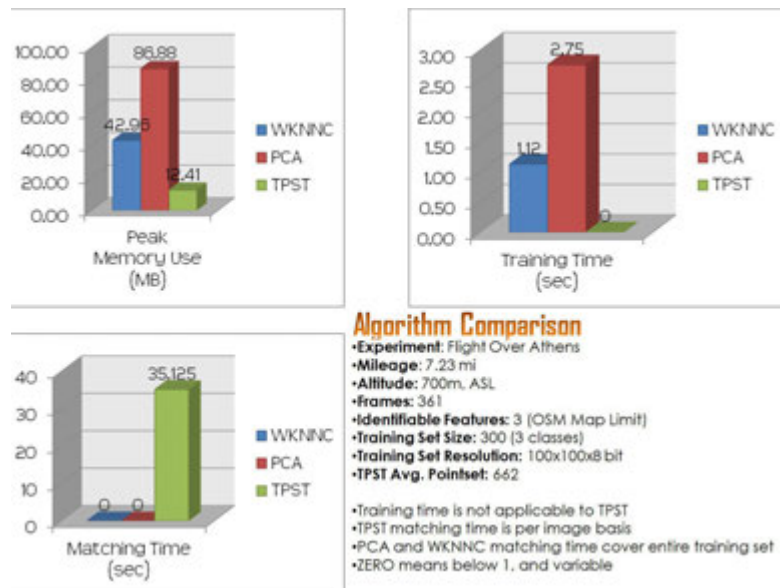 100.00
80.00
60.00
40.00
20.00
0.00
86.88
42.96
12.41
WKNNC
PCA
TPST
Peak
Memory Use
(MB)
3.00
2.50
2.00
1.50
1.00
0.50
0.00
2.75
1.12
0
WKNNC
PCA
TPST
Training Time
(sec)
40
30
20
10
0
35,125
0
0
WKNNC
PCA
TPST
Matching Time
(sec)
Algorithm Comparison
•Experiment: Flight Over Athens
•Mileage: 7.23 mi
•Altitude: 700m, ASL
•Frames: 361
•Identifiable Features: 3 (OSM Map Limit)
•Training Set Size: 300 (3 classes)
•Training Set Resolution: 100x100x8 bit
•TPST Avg. Pointset: 662
•Training time is not applicable to TPST
•TPST matching time is per image basis
•PCA and WKNNC matching time cover entire training set
•ZERO means below 1, and variable